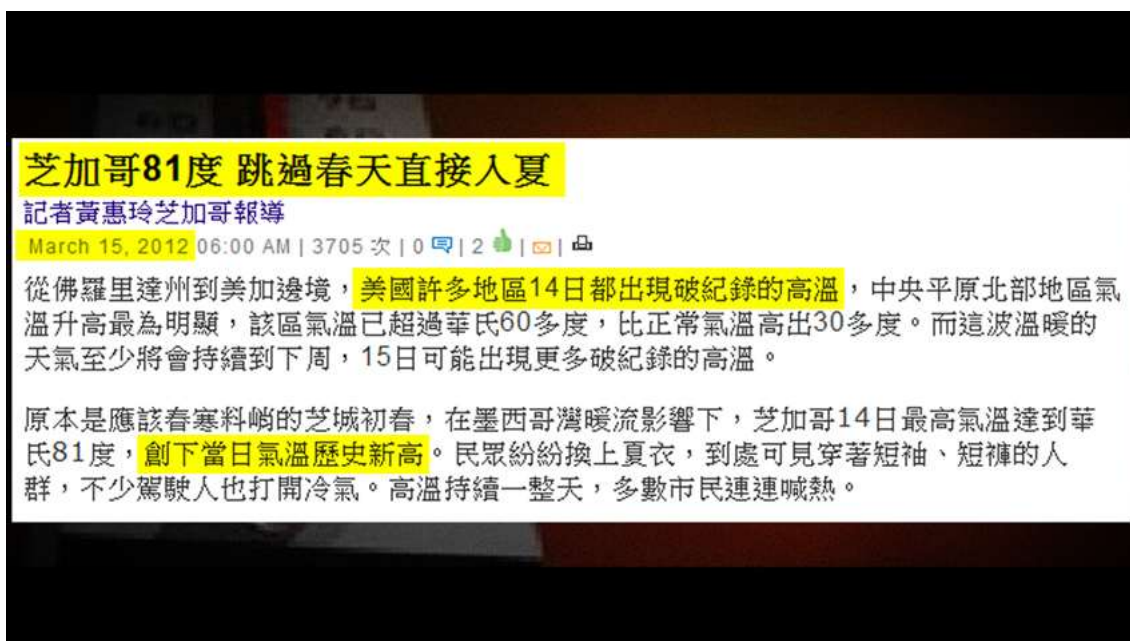 芝加哥81度 跳過春天直接入夏
記者黃惠玲芝加哥報導
March 15, 2012 06:00 AM | 3705 次 | 0 | 2 | |
從佛羅里達州到美加邊境，美國許多地區14日都出現破紀錄的高溫，中央平原北部地區氣
溫升高最為明顯，該區氣溫已超過華氏60多度，比正常氣溫高出30多度。而這波溫暖的
天氣至少將會持續到下周，15日可能出現更多破紀錄的高溫。
原本是應該春寒料峭的芝城初春，在墨西哥灣暖流影響下，芝加哥14日最高氣溫達到華
氏81度，創下當日氣溫歷史新高。民眾紛紛換上夏衣，到處可見穿著短袖、短褲的人
群，不少駕駛人也打開冷氣。高溫持續一整天，多數市民連連喊熱。